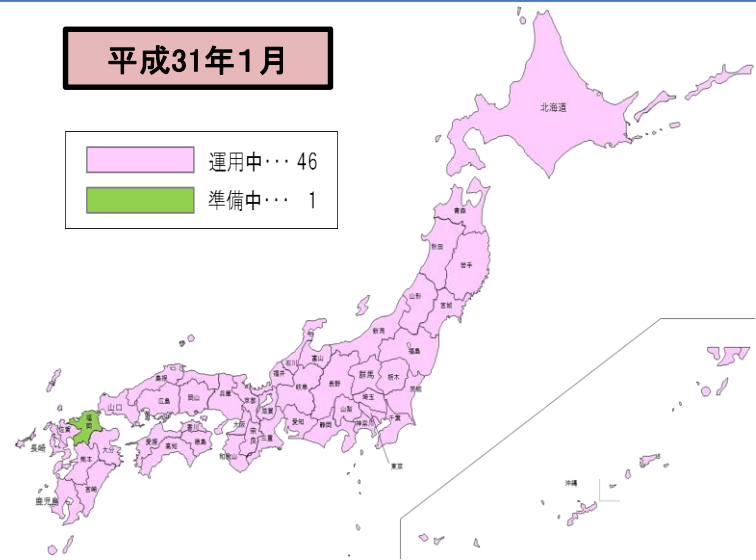 平成31年１月
運用中･･･ 46
準備中･･･ 1
北海道
青森
秋田
岩手
山形
宮城
新潟
福島
石川
富山
群馬
栃木
福井
岐阜
長野
埼玉
茨城
島根
兵庫
京都
滋賀
山梨
千葉
山口
広島
岡山
愛知
静岡
神奈川
福岡
佐賀
香川
大阪
奈良
三重
長崎
大分
愛媛
高知
徳島
和歌山
東京
熊本
宮崎
鹿児島
沖縄